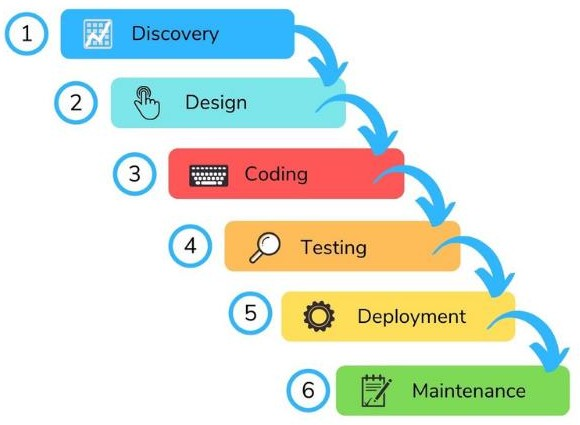 1 Discovery
2 Design
3 Coding
4 Testing
5 Deployment
6 Maintenance